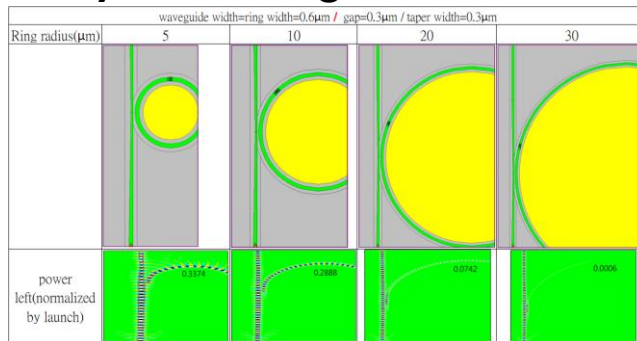 waveguide width=ring width=0.6μm / gap=0.3μm / taper width=0.3μm
Ring radius(μm) 5 10 20 30
power
left(normalized
by launch)
0.3374 0.2888 0.0742 0.0006